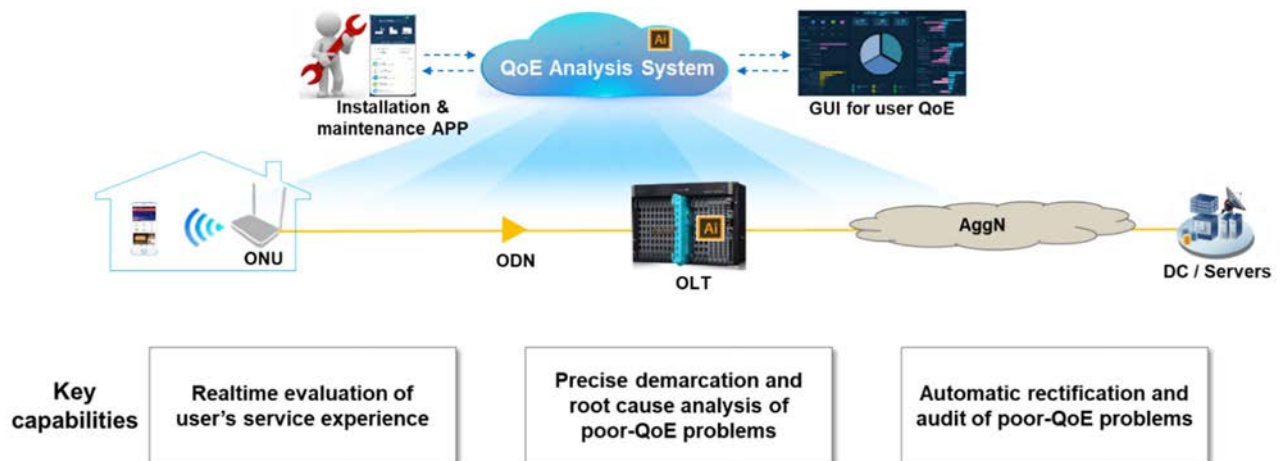 Ai
QoE Analysis System
Installation &
maintenance APP
GUI for user QoE
Ai
AggN
ONU
ODN
OLT
DC / Servers
Key
capabilities
Realtime evaluation of
user's service experience
Precise demarcation and
root cause analysis of
poor-QoE problems
Automatic rectification and
audit of poor-QoE problems